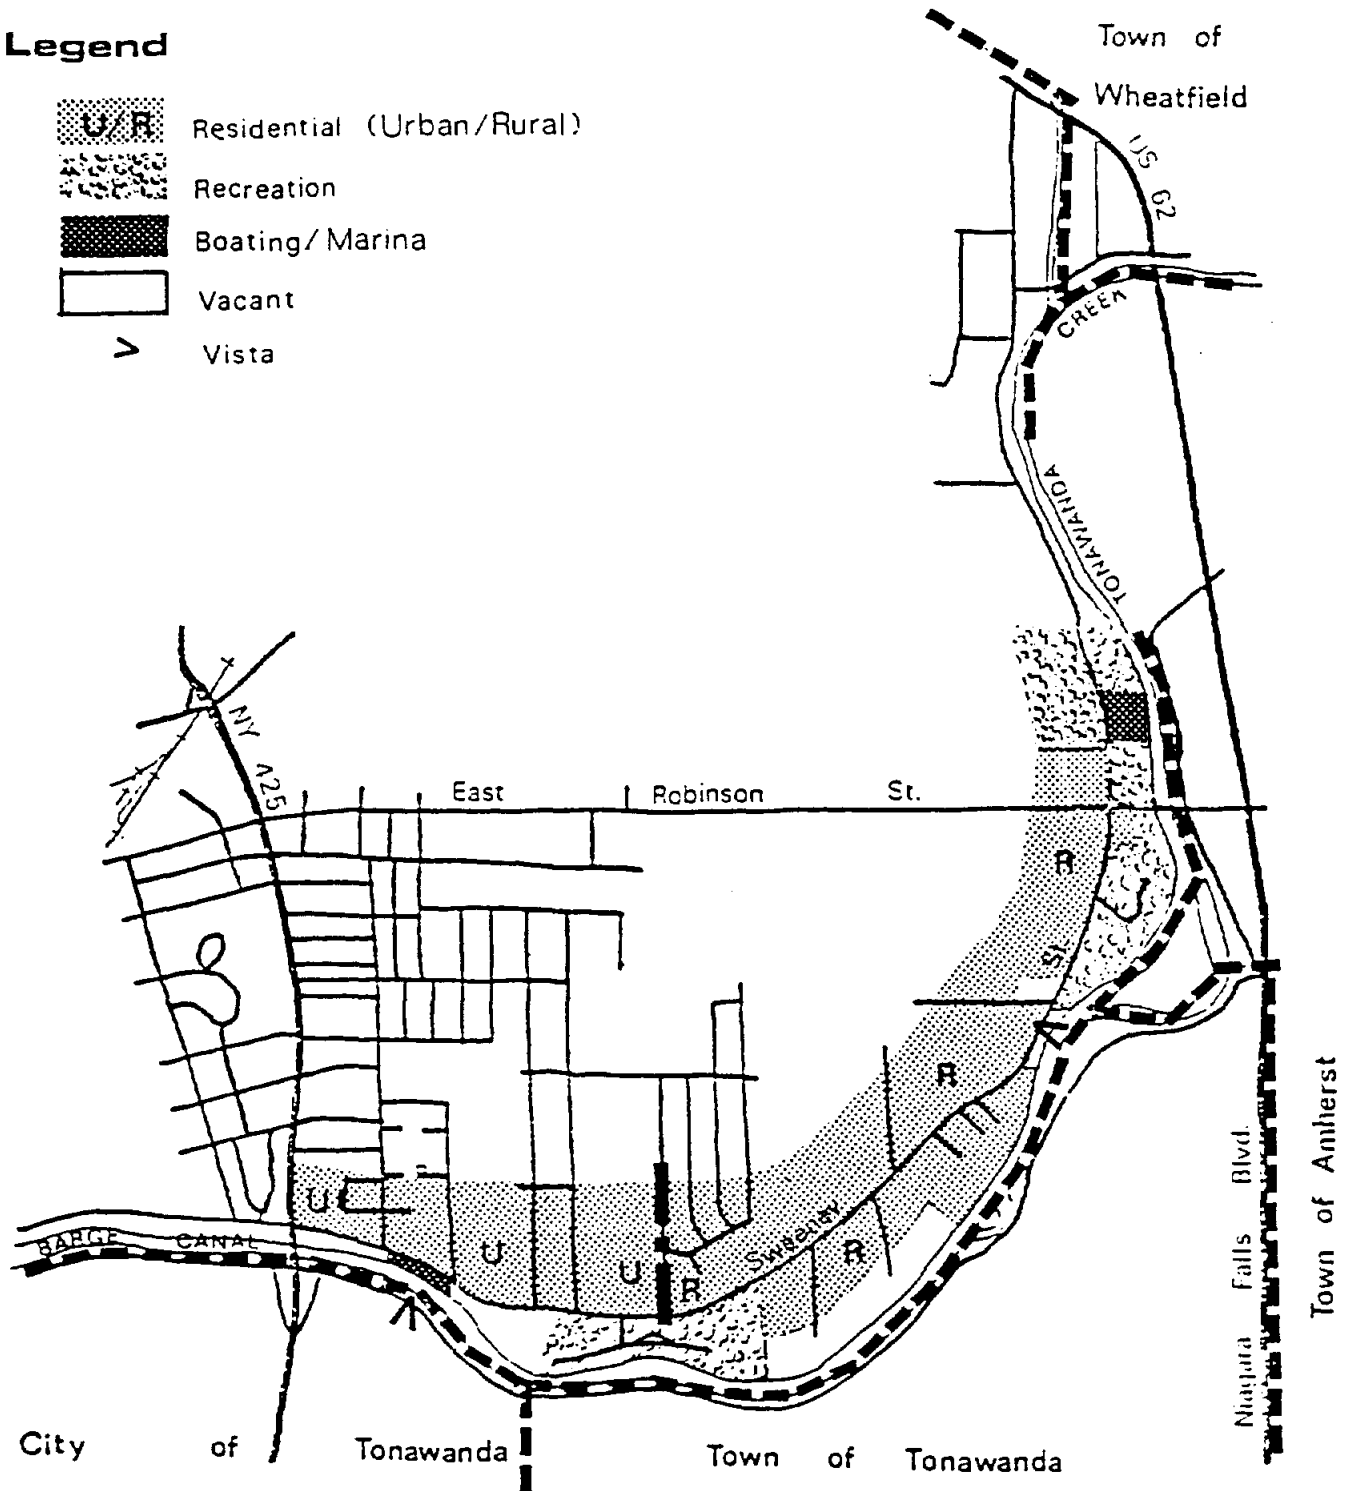 Legend
U/R Residential (Urban/Rural)
Recreation
Boating/Marina
Vacant
> Vista
Town of
Wheatfield
US 62
CREEK
TONAWANDA
NY 425
East Robinson St.
R
St.
R
U
U
U
R
Sweeney
R
BARGE CANAL
Niagara Falls Blvd.
Town of Amherst
City of Tonawanda
Town of Tonawanda